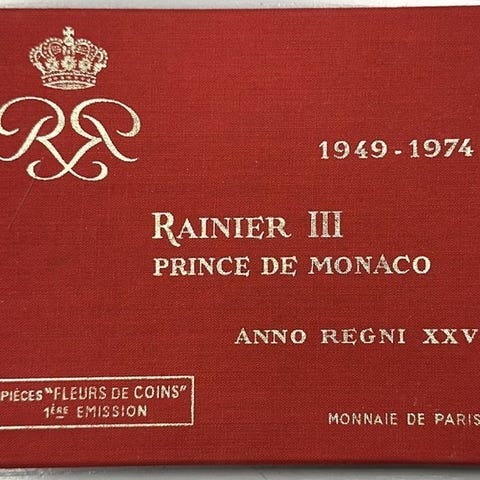 RR
1949-1974
RAINIER III
PRINCE DE MONACO
ANNO REGNI XXV
PIÈCES "FLEURS DE COINS"
1ÈRE EMISSION
MONNAIE DE PARIS